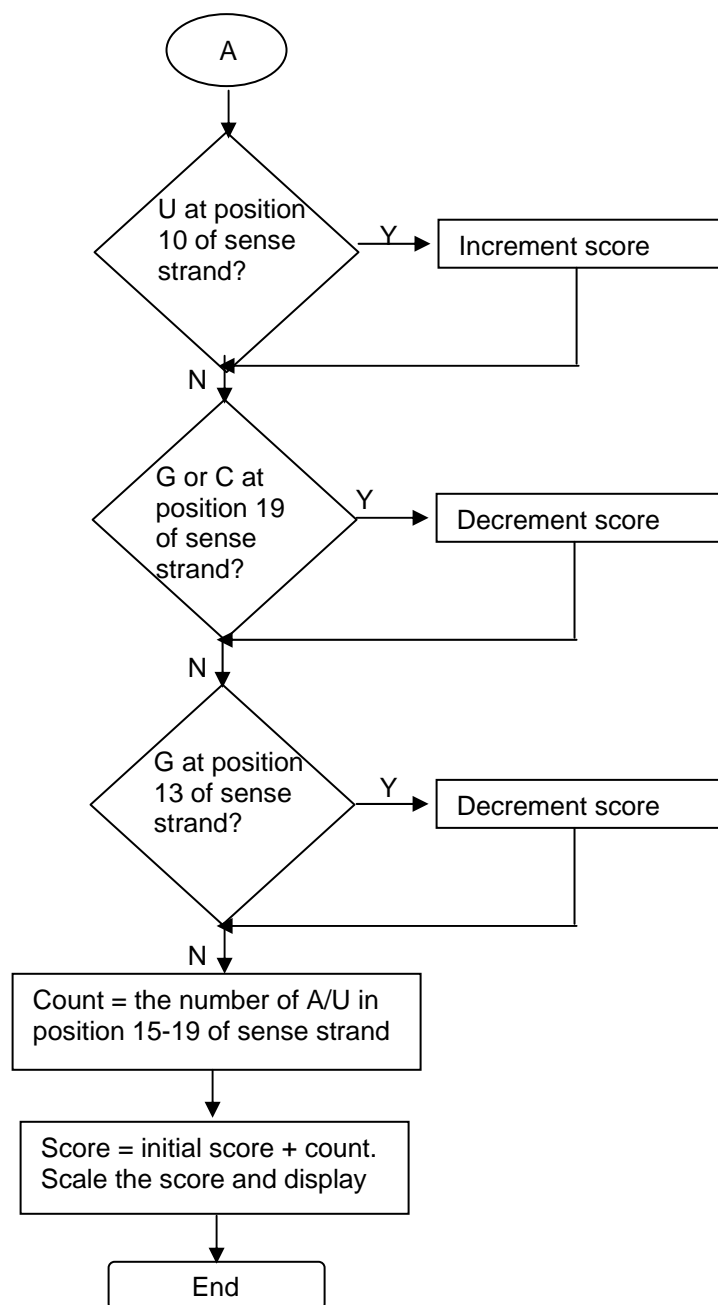 A
U at position
10 of sense
strand?
Y
Increment score
N
G or C at
position 19
of sense
strand?
Y
Decrement score
N
G at position
13 of sense
strand?
Y
Decrement score
N
Count = the number of A/U in
position 15-19 of sense strand
Score = initial score + count.
Scale the score and display
End